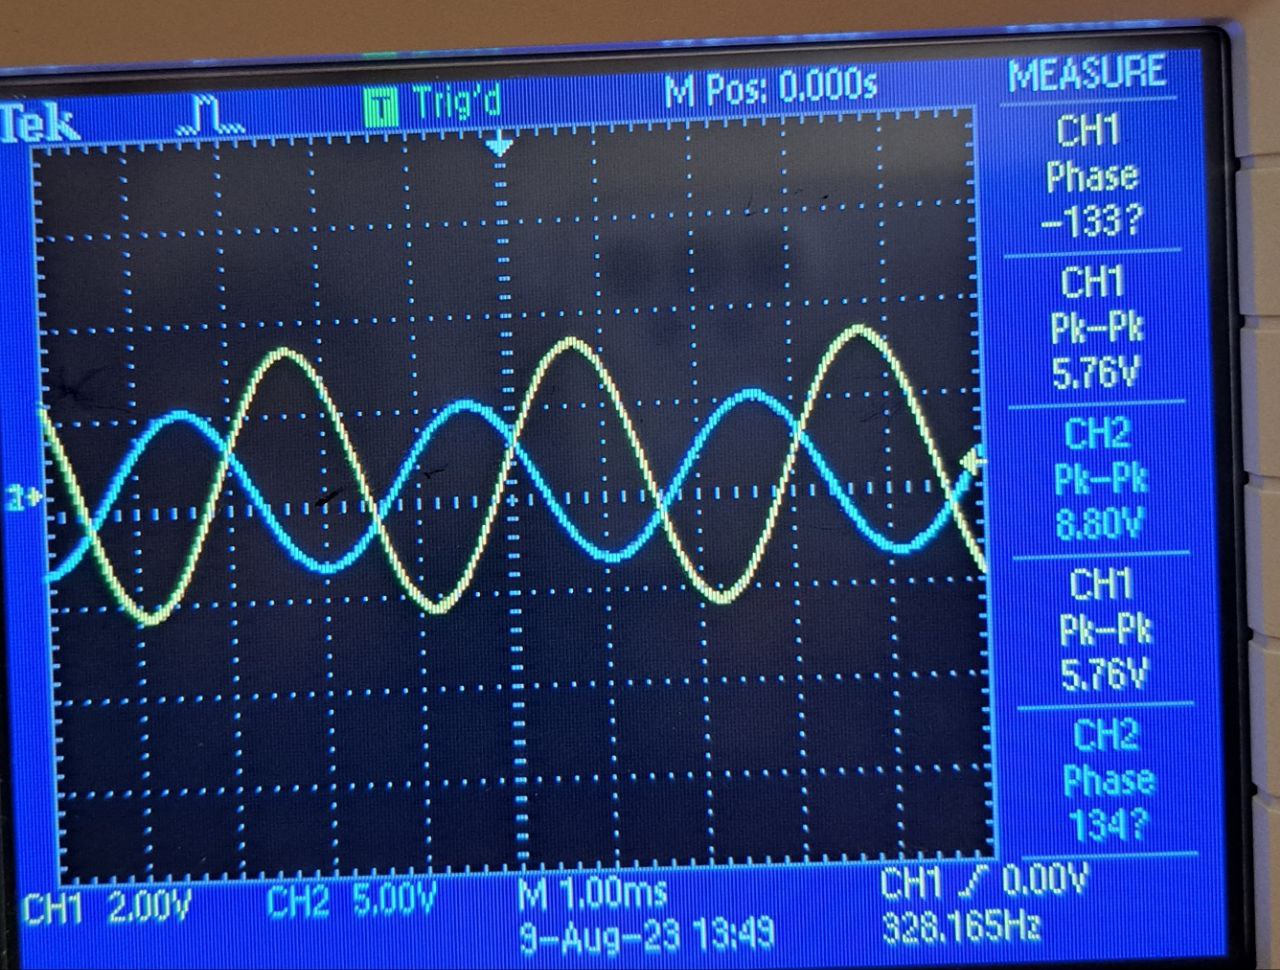 Tek
T Trig'd
M Pos: 0.000s
MEASURE
CH1
Phase
-133?
CH1
Pk-Pk
5.76V
CH2
Pk-Pk
8.80V
CH1
Pk-Pk
5.76V
CH2
Phase
134?
CH1 2.00V
CH2 5.00V
M 1.00ms
CH1 / 0.00V
9-Aug-23 13:49
328.165Hz